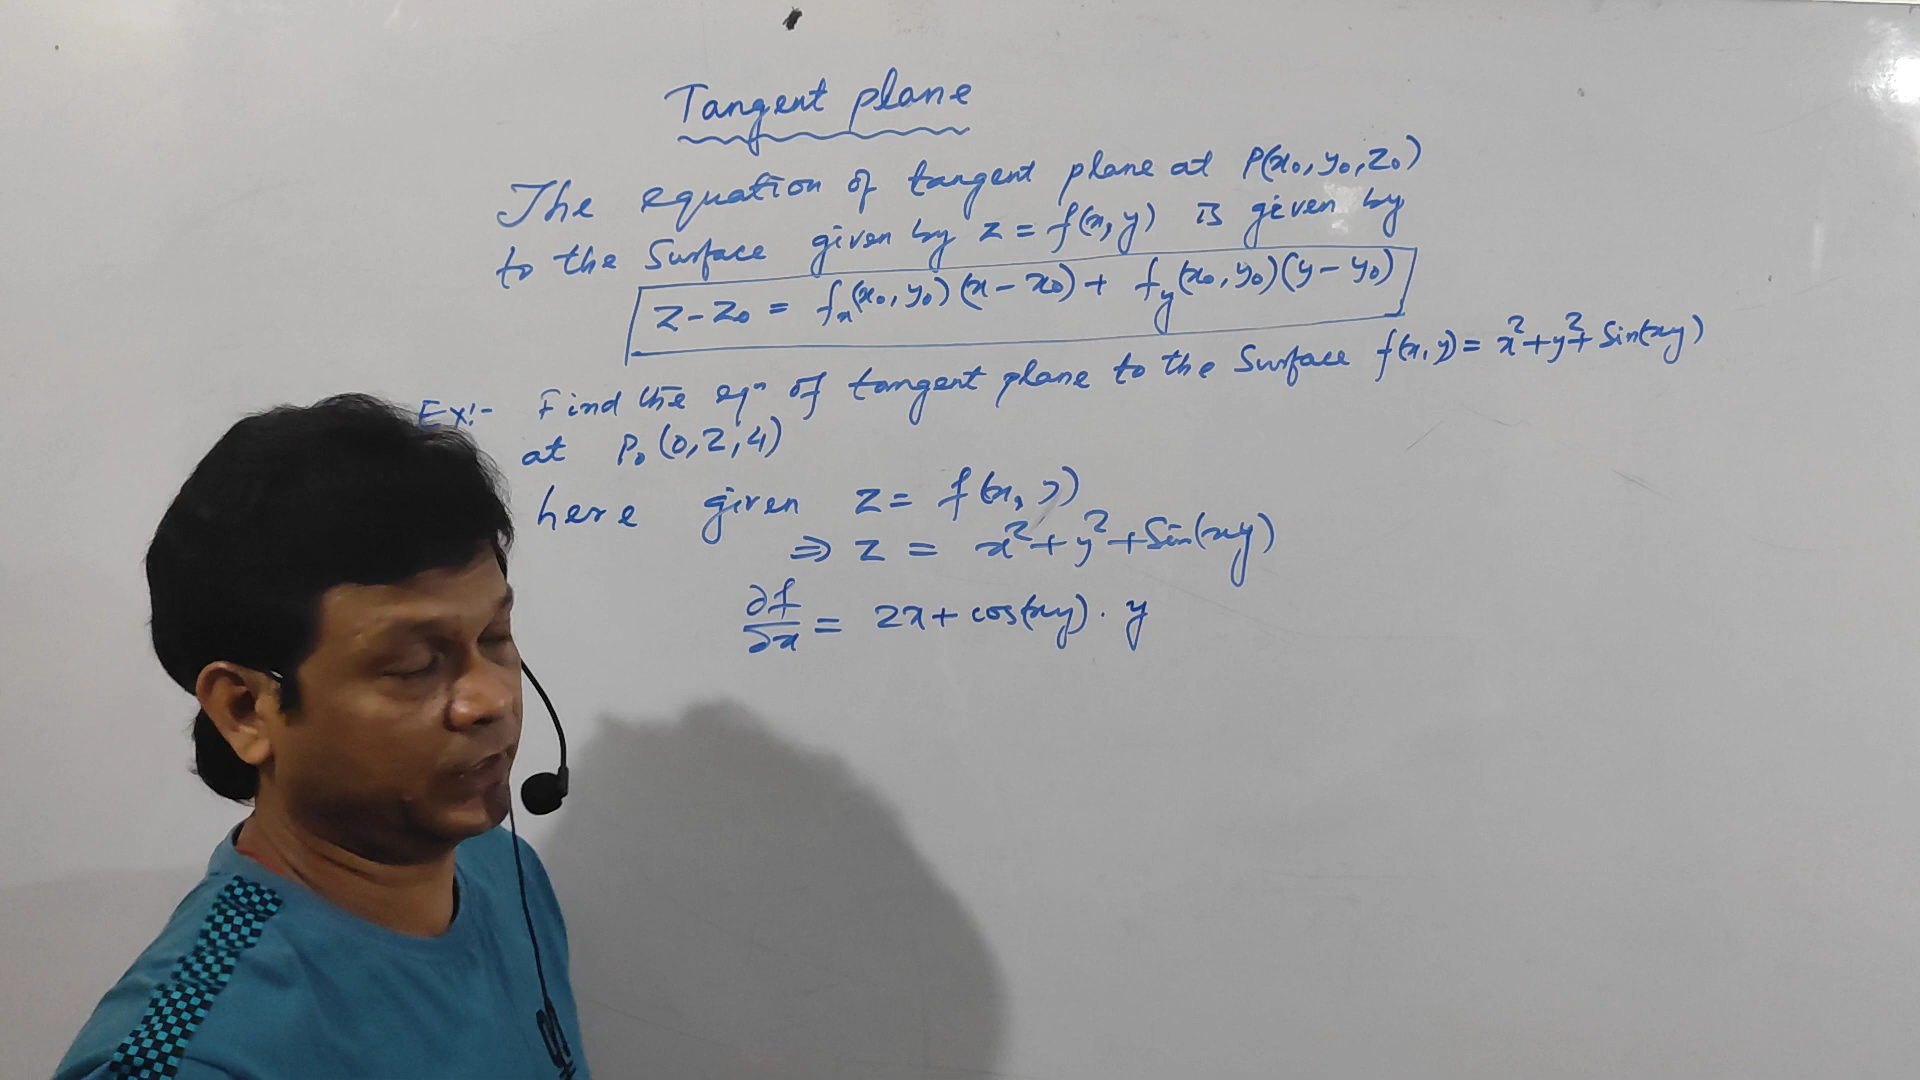 Tangent plane
The equation of tangent plane at P(x₀, y₀, z₀)
to the Surface given by z = f(x, y) is given by
z - z₀ = fₓ(x₀, y₀)(x - x₀) + f_y(x₀, y₀)(y - y₀)
Ex:- Find the eqⁿ of tangent plane to the Surface f(x, y) = x² + y² + Sin(xy)
at P₀ (0, 2, 4)
here given z = f(x, y)
⇒ z = x² + y² + Sin(xy)
∂f/∂x = 2x + cos(xy) · y